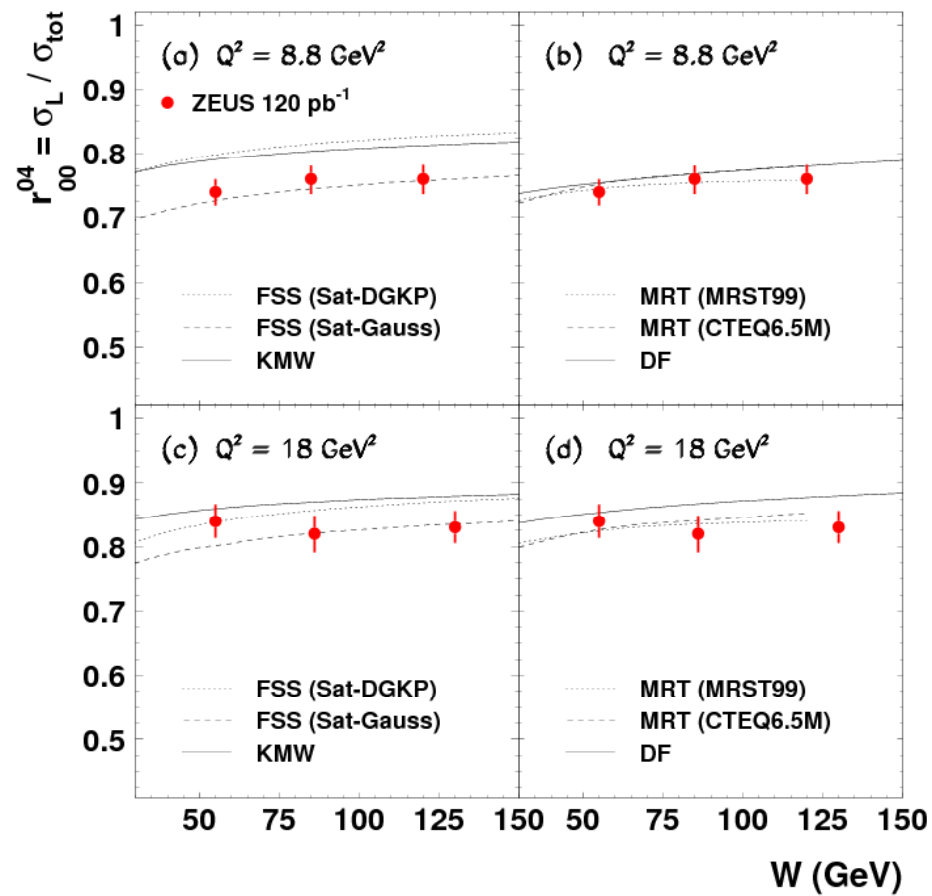 r⁰⁴₀₀ = σ_L / σ_tot
(a) Q² = 8.8 GeV²
ZEUS 120 pb⁻¹
FSS (Sat-DGKP)
FSS (Sat-Gauss)
KMW
(b) Q² = 8.8 GeV²
MRT (MRST99)
MRT (CTEQ6.5M)
DF
1
0.9
0.8
0.7
0.6
0.5
(c) Q² = 18 GeV²
FSS (Sat-DGKP)
FSS (Sat-Gauss)
KMW
(d) Q² = 18 GeV²
MRT (MRST99)
MRT (CTEQ6.5M)
DF
1
0.9
0.8
0.7
0.6
0.5
50 75 100 125 150 50 75 100 125 150
W (GeV)